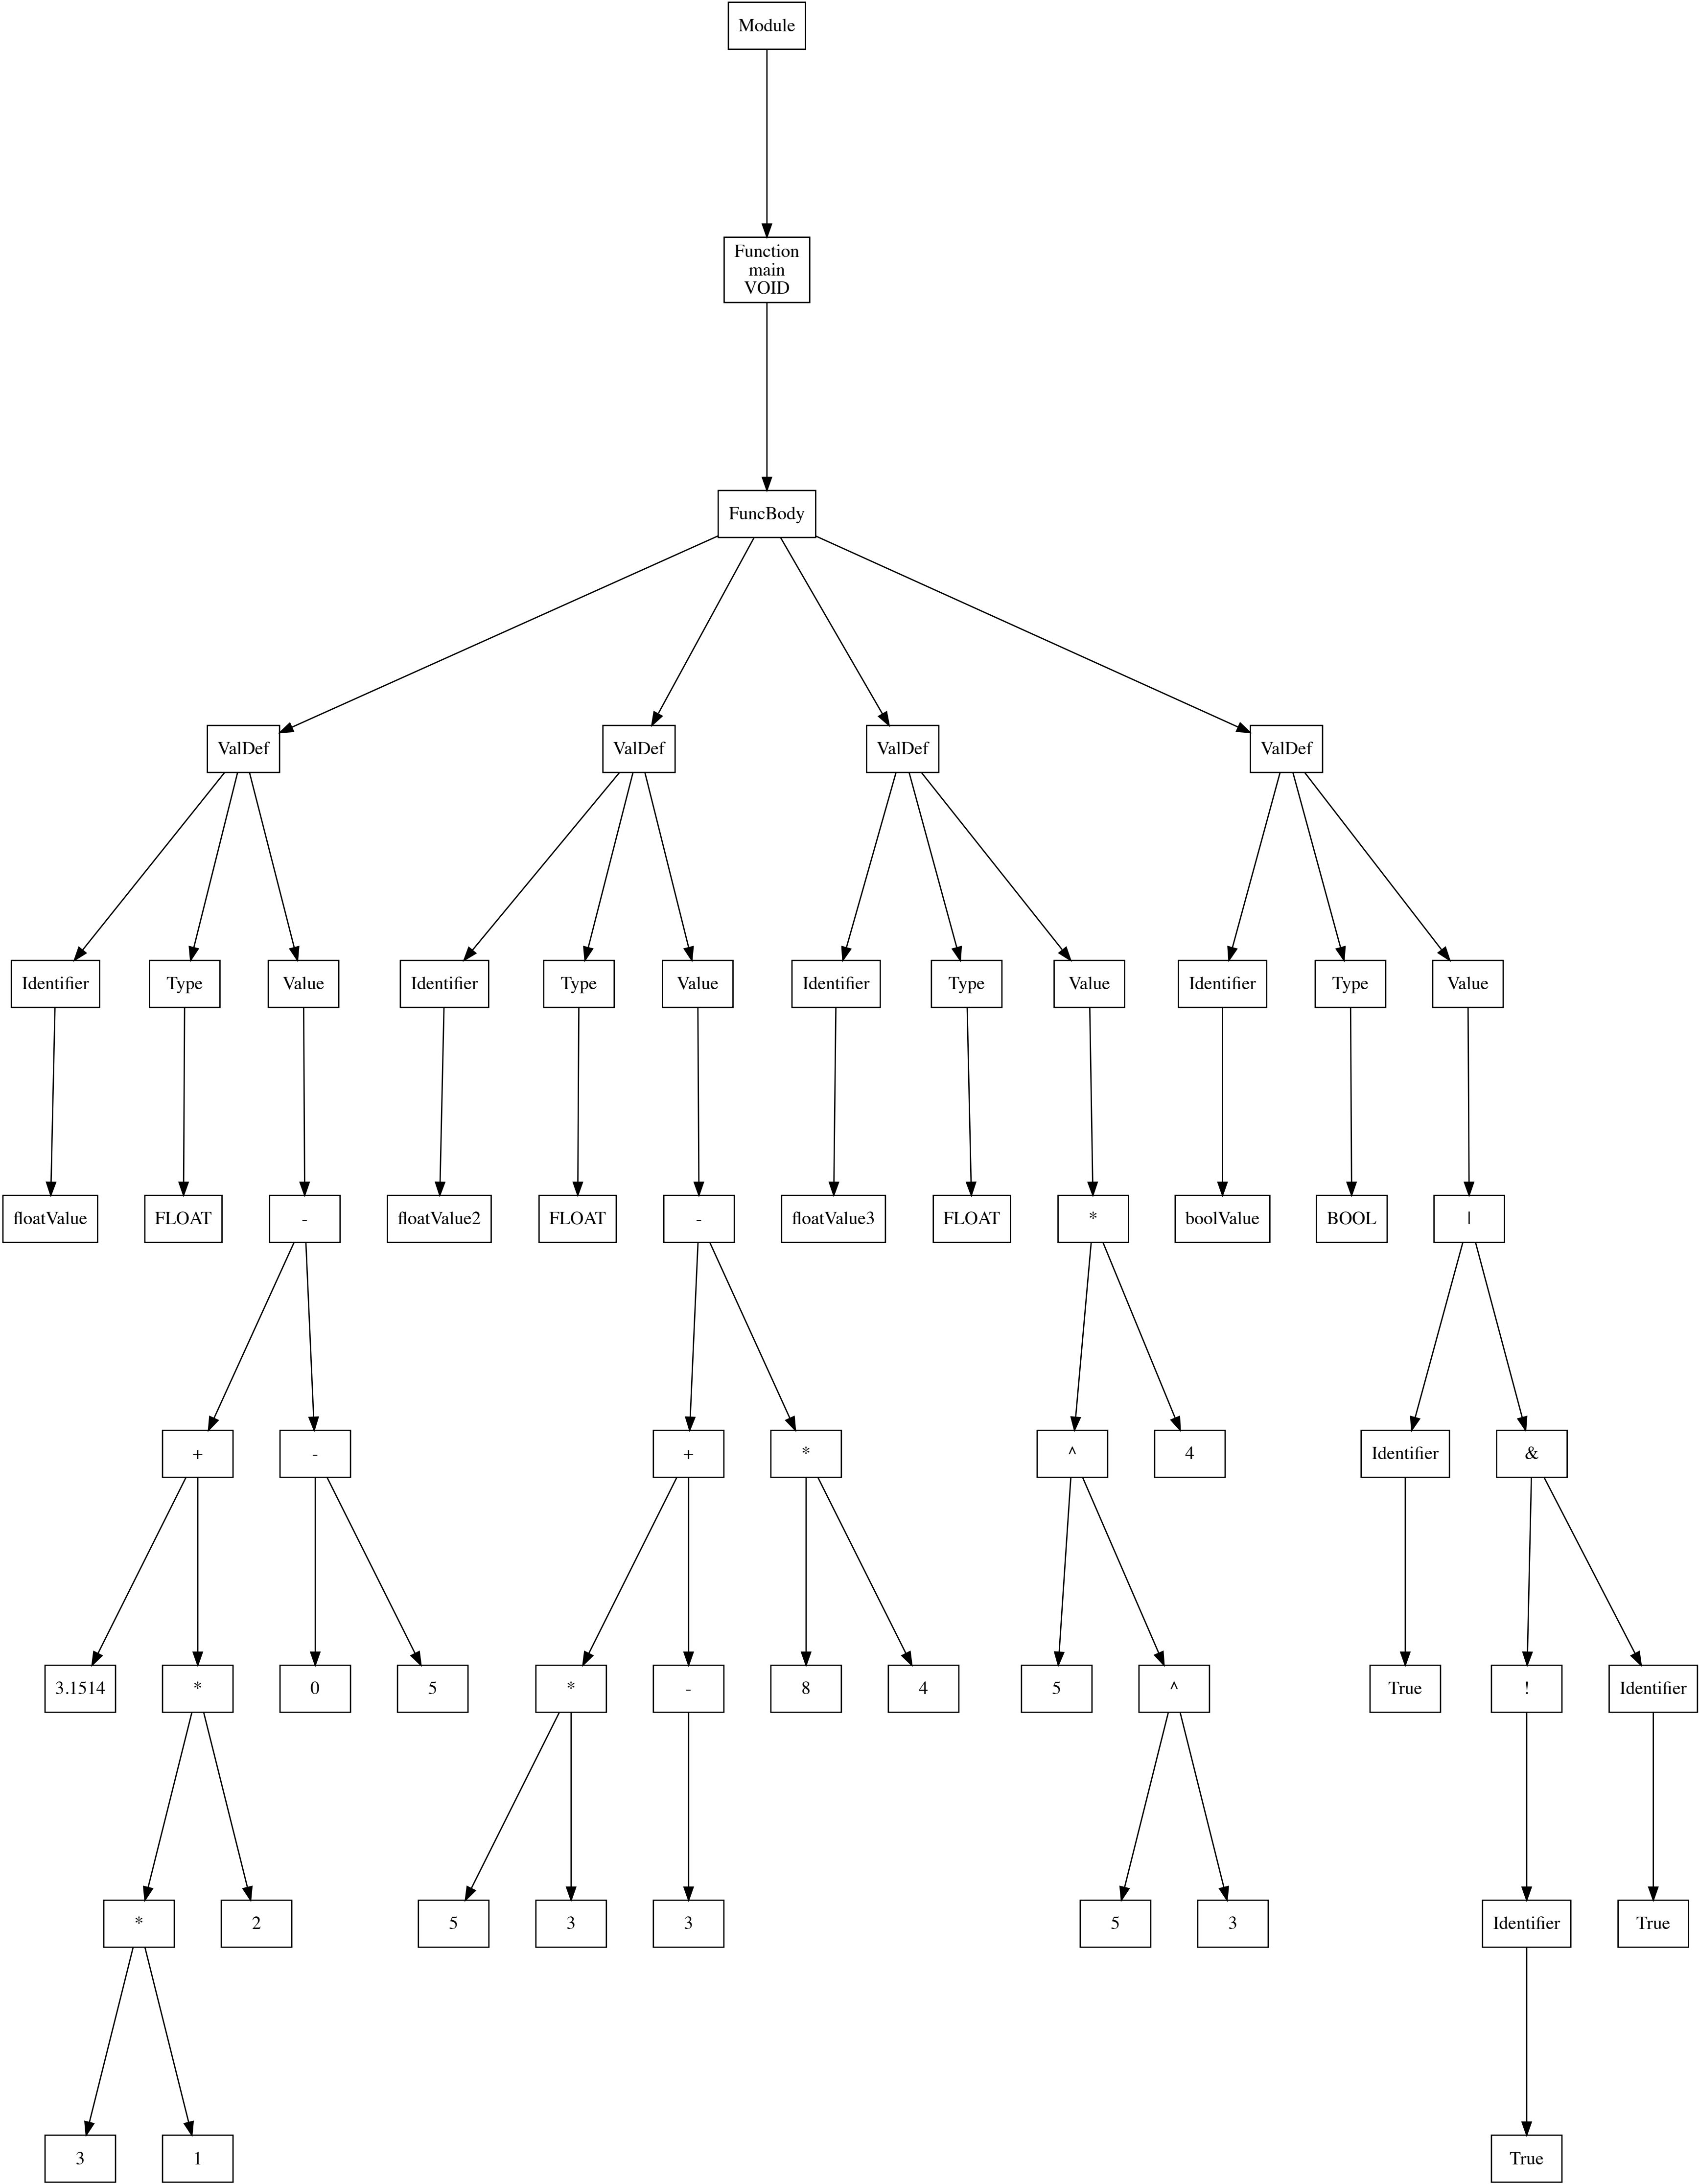 Module
Function
main
VOID
FuncBody
ValDef
ValDef
ValDef
ValDef
Identifier
Type
Value
Identifier
Type
Value
Identifier
Type
Value
Identifier
Type
Value
floatValue
FLOAT
-
floatValue2
FLOAT
-
floatValue3
FLOAT
*
boolValue
BOOL
|
+
-
+
*
^
4
Identifier
&
3.1514
*
0
5
*
-
8
4
5
^
True
!
Identifier
*
2
5
3
3
5
3
Identifier
True
3
1
True